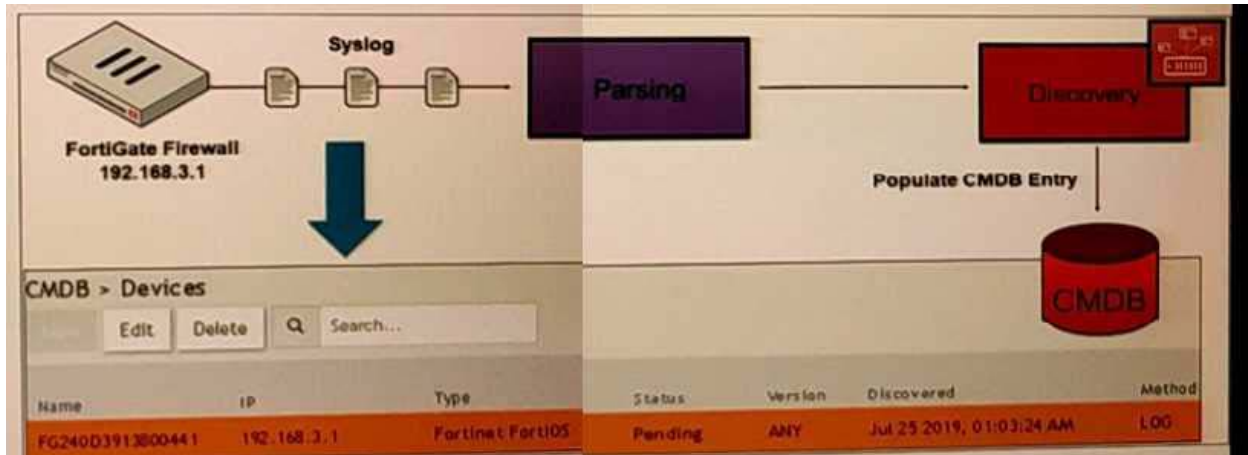 Syslog
Parsing
Discovery
FortiGate Firewall
192.168.3.1
Populate CMDB Entry
CMDB
CMDB > Devices
Edit Delete Search...
Name IP Type Status Version Discovered Method
FG240D3913800441 192.168.3.1 Fortinet FortiOS Pending ANY Jul 25 2019, 01:03:24 AM LOG